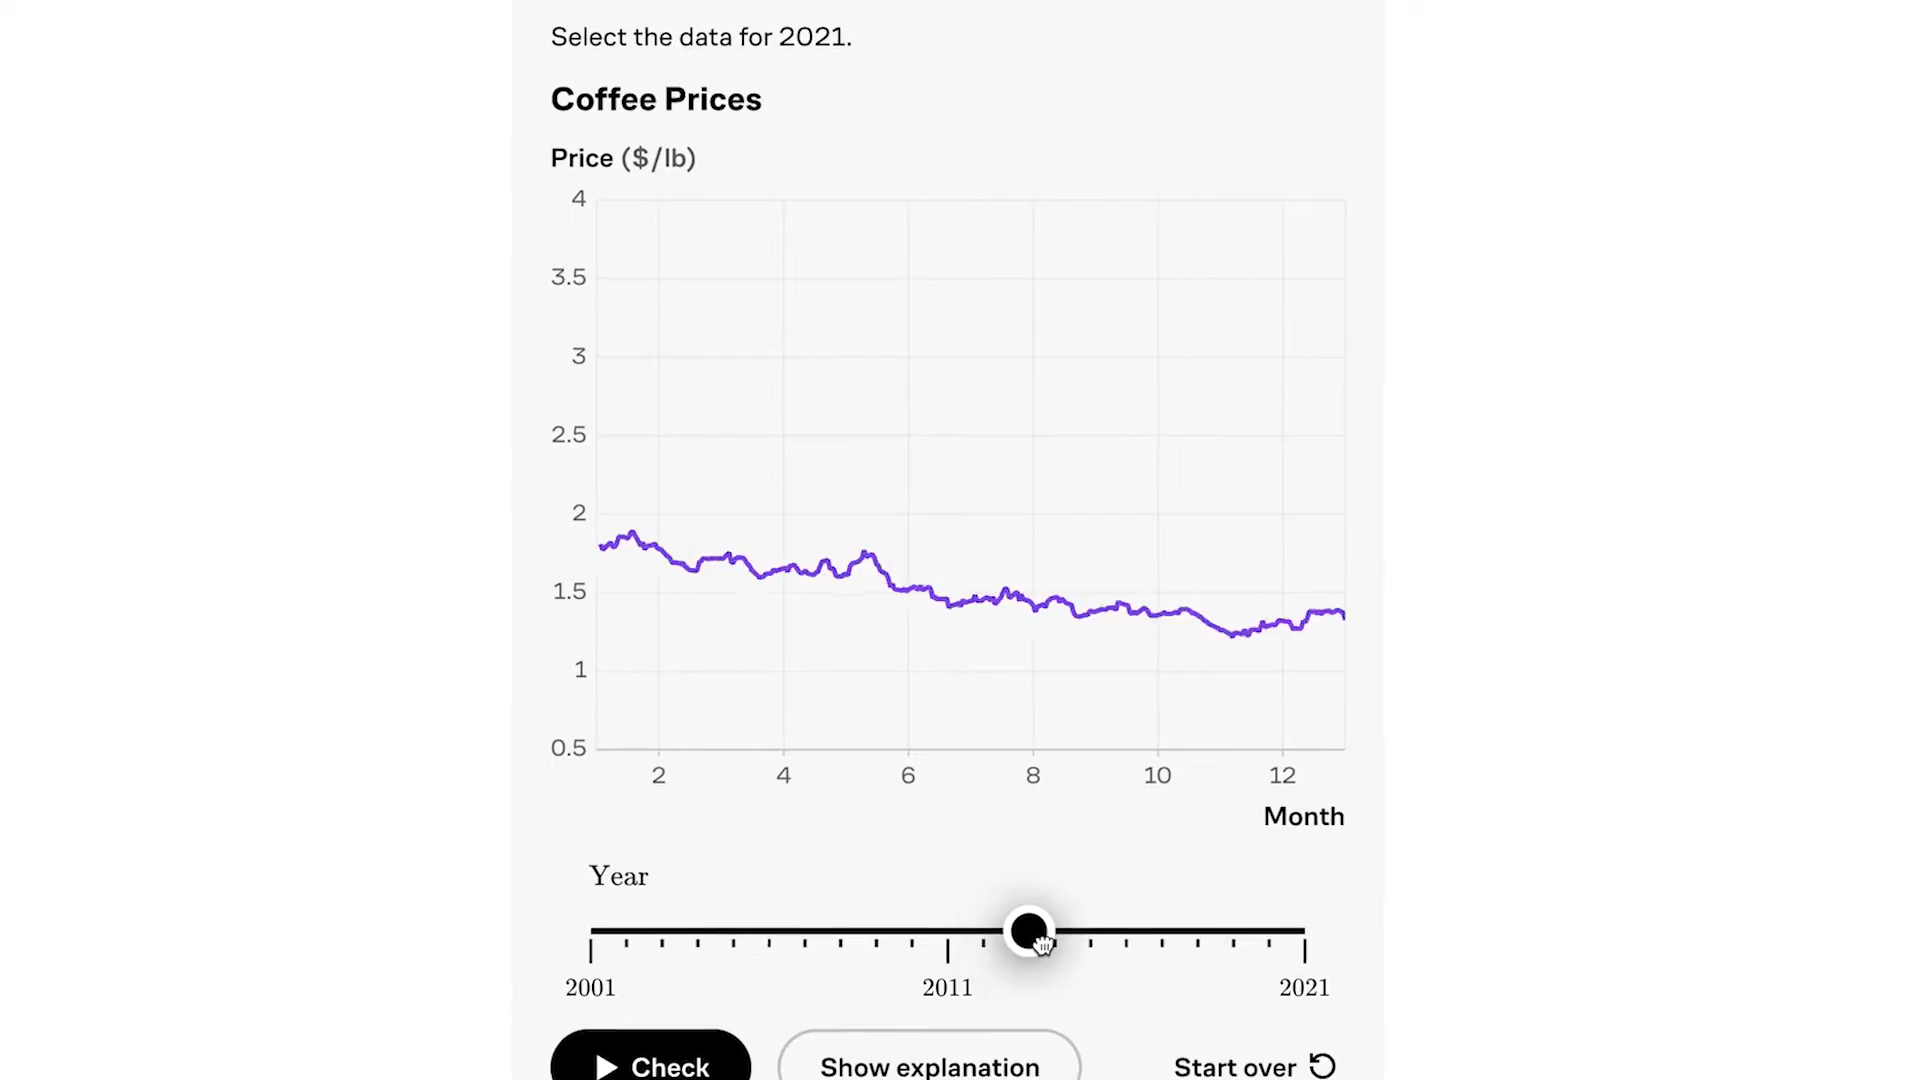 Select the data for 2021.
Coffee Prices
Price ($/lb)
4
3.5
3
2.5
2
1.5
1
0.5
2 4 6 8 10 12
Month
Year
2001 2011 2021
Check Show explanation Start over